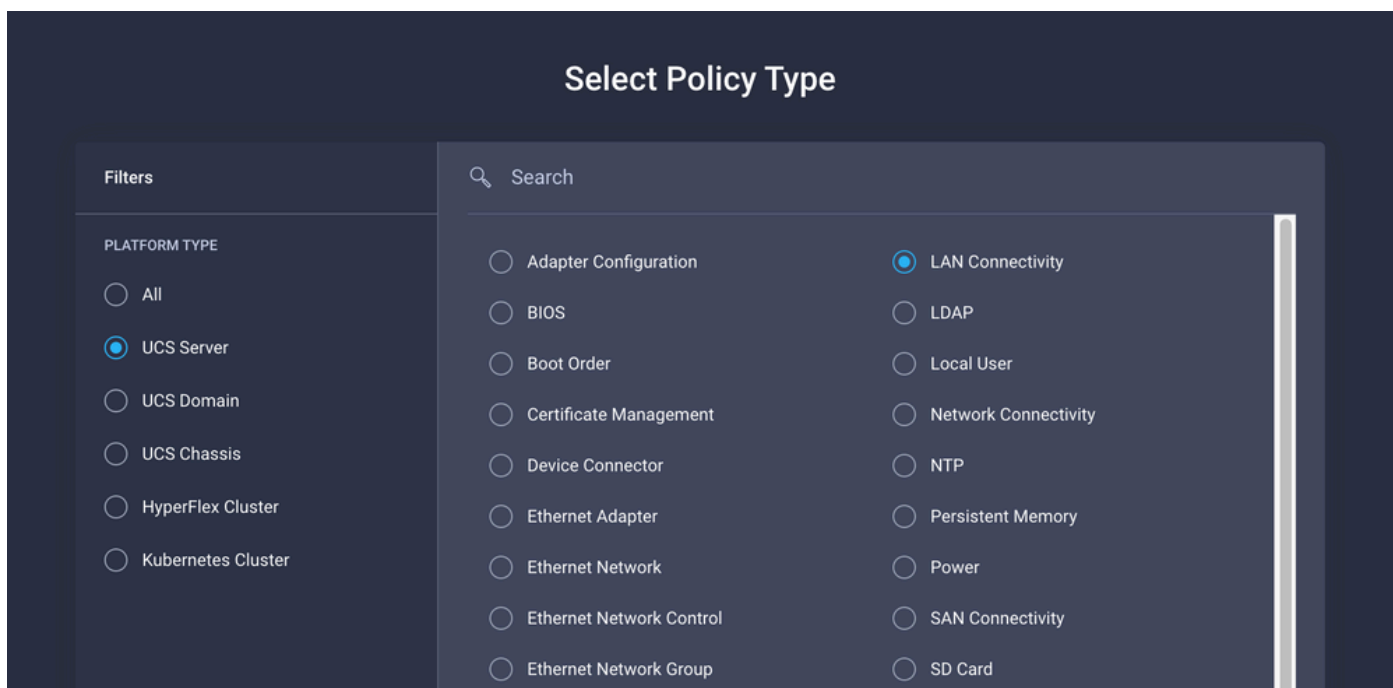 Select Policy Type
Filters
Search
PLATFORM TYPE
All
UCS Server
UCS Domain
UCS Chassis
HyperFlex Cluster
Kubernetes Cluster
Adapter Configuration
BIOS
Boot Order
Certificate Management
Device Connector
Ethernet Adapter
Ethernet Network
Ethernet Network Control
Ethernet Network Group
LAN Connectivity
LDAP
Local User
Network Connectivity
NTP
Persistent Memory
Power
SAN Connectivity
SD Card